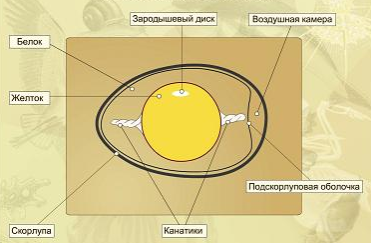 Зародышевый диск
Воздушная камера
Белок
Желток
Подскорлуповая оболочка
Скорлупа
Канатики